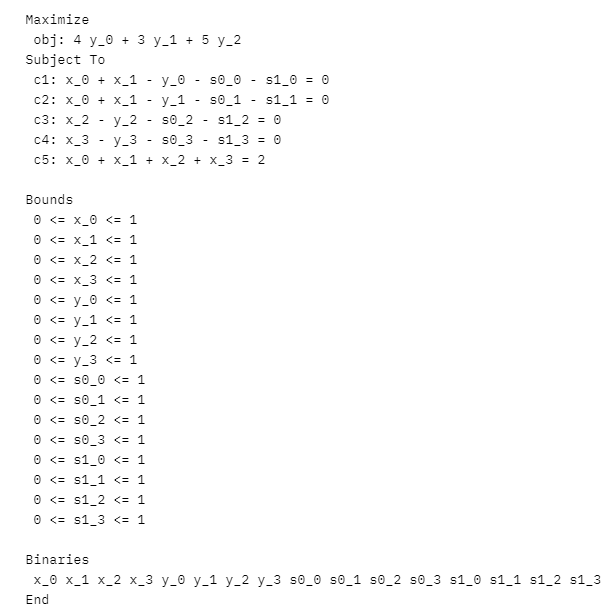 Maximize
obj: 4 y_0 + 3 y_1 + 5 y_2
Subject To
c1: x_0 + x_1 - y_0 - s0_0 - s1_0 = 0
c2: x_0 + x_1 - y_1 - s0_1 - s1_1 = 0
c3: x_2 - y_2 - s0_2 - s1_2 = 0
c4: x_3 - y_3 - s0_3 - s1_3 = 0
c5: x_0 + x_1 + x_2 + x_3 = 2
Bounds
0 <= x_0 <= 1
0 <= x_1 <= 1
0 <= x_2 <= 1
0 <= x_3 <= 1
0 <= y_0 <= 1
0 <= y_1 <= 1
0 <= y_2 <= 1
0 <= y_3 <= 1
0 <= s0_0 <= 1
0 <= s0_1 <= 1
0 <= s0_2 <= 1
0 <= s0_3 <= 1
0 <= s1_0 <= 1
0 <= s1_1 <= 1
0 <= s1_2 <= 1
0 <= s1_3 <= 1
Binaries
x_0 x_1 x_2 x_3 y_0 y_1 y_2 y_3 s0_0 s0_1 s0_2 s0_3 s1_0 s1_1 s1_2 s1_3
End